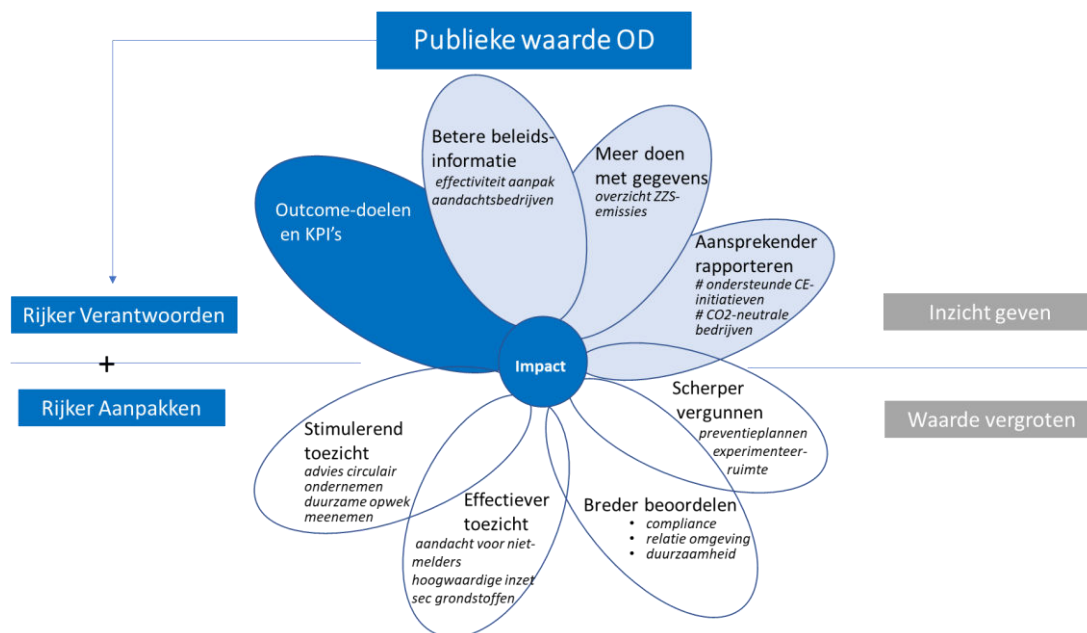 Publieke waarde OD
Betere beleids-
informatie
effectiviteit aanpak
aandachtsbedrijven
Meer doen
met gegevens
overzicht ZZS-
emissies
Outcome-doelen
en KPI's
Aansprekender
rapporteren
# ondersteunde CE-
initiatieven
# CO2-neutrale
bedrijven
Rijker Verantwoorden
Inzicht geven
+
Impact
Rijker Aanpakken
Waarde vergroten
Scherper
vergunnen
preventieplannen
experimenteer-
ruimte
Stimulerend
toezicht
advies circulair
ondernemen
duurzame opwek
meenemen
Effectiever
toezicht
aandacht voor niet-
melders
hoogwaardige inzet
sec grondstoffen
Breder beoordelen
• compliance
• relatie omgeving
• duurzaamheid